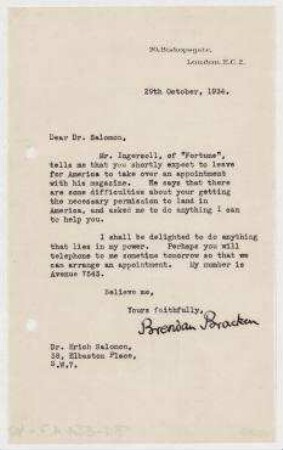 20, Bishopsgate,
London, E.C.2.
29th October, 1934.
Dear Dr. Salomon,
Mr. Ingersoll, of "Fortune",
tells me that you shortly expect to leave
for America to take over an appointment
with his magazine. He says that there
are some difficulties about your getting
the necessary permission to land in
America, and asked me to do anything I can
to help you.
I shall be delighted to do anything
that lies in my power. Perhaps you will
telephone to me sometime tomorrow so that we
can arrange an appointment. My number is
Avenue 7343.
Believe me,
Yours faithfully,
Brendan Bracken
Dr. Erich Salomon,
38, Elbaston Place,
S.W.7.